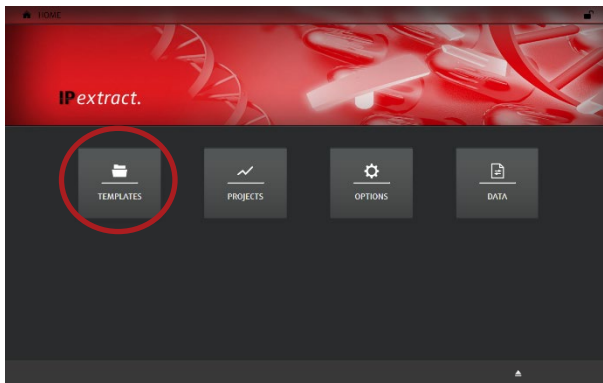 HOME
IPextract.
TEMPLATES
PROJECTS
OPTIONS
DATA